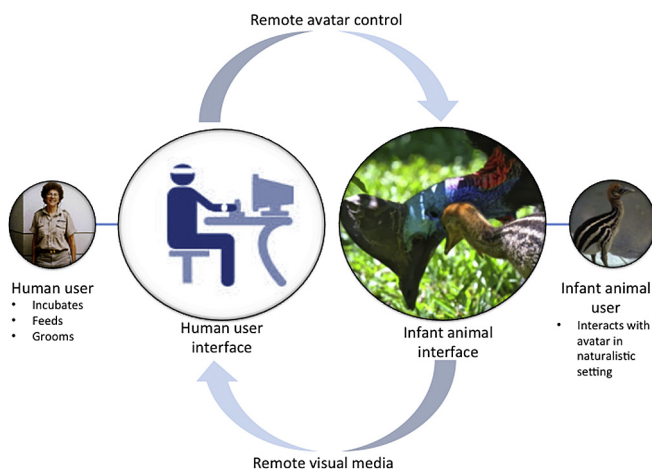 Remote avatar control
Human user
• Incubates
• Feeds
• Grooms
Human user
interface
Infant animal
interface
Infant animal
user
• Interacts with
avatar in
naturalistic
setting
Remote visual media